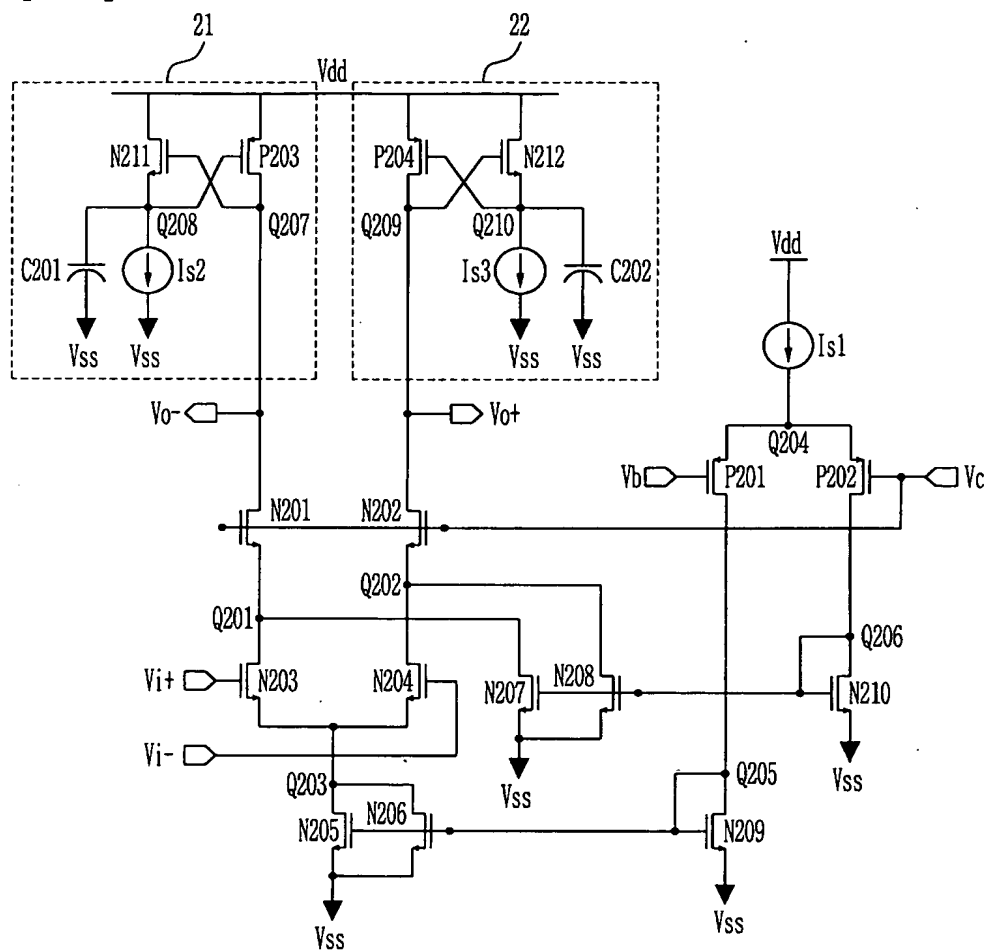 21
22
Vdd
N211
P203
P204
N212
Q208
Q207
Q209
Q210
Vdd
C201
Is2
Is3
C202
Vss
Vss
Vss
Vss
Is1
Vo-
Vo+
Q204
Vb
P201
P202
Vc
N201
N202
Q202
Q201
Q206
Vi+
N203
N204
N207
N208
N210
Vi-
Vss
Q205
Vss
Q203
N206
N205
N209
Vss
Vss